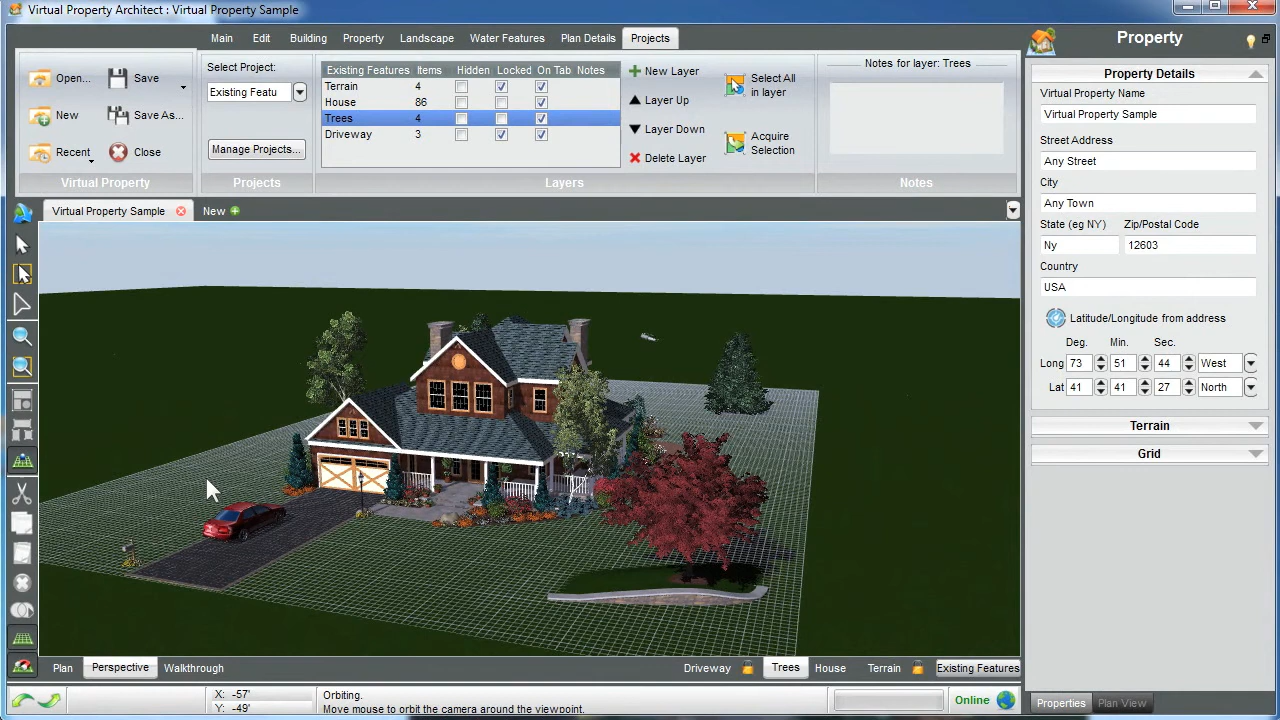 Virtual Property Architect : Virtual Property Sample
Main Edit Building Property Landscape Water Features Plan Details Projects
Open... Save
New Save As...
Recent Close
Virtual Property
Select Project:
Existing Featu
Manage Projects...
Projects
Existing Features Items Hidden Locked On Tab Notes
Terrain 4
House 86
Trees 4
Driveway 3
New Layer
Layer Up
Layer Down
Delete Layer
Select All
in layer
Acquire
Selection
Layers
Notes for layer: Trees
Notes
Virtual Property Sample New
Property
Property Details
Virtual Property Name
Virtual Property Sample
Street Address
Any Street
City
Any Town
State (eg NY) Zip/Postal Code
Ny 12603
Country
USA
Latitude/Longitude from address
Deg. Min. Sec.
Long 73 51 44 West
Lat 41 41 27 North
Terrain
Grid
Plan Perspective Walkthrough Driveway Trees House Terrain Existing Features
X: -57'
Y: -49'
Orbiting.
Move mouse to orbit the camera around the viewpoint.
Online
Properties Plan View